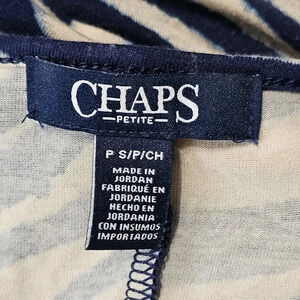 CHAPS
PETITE
P S/P/CH
MADE IN
JORDAN
FABRIQUÉ EN
JORDANIE
HECHO EN
JORDANIA
CON INSUMOS
IMPORTADOS